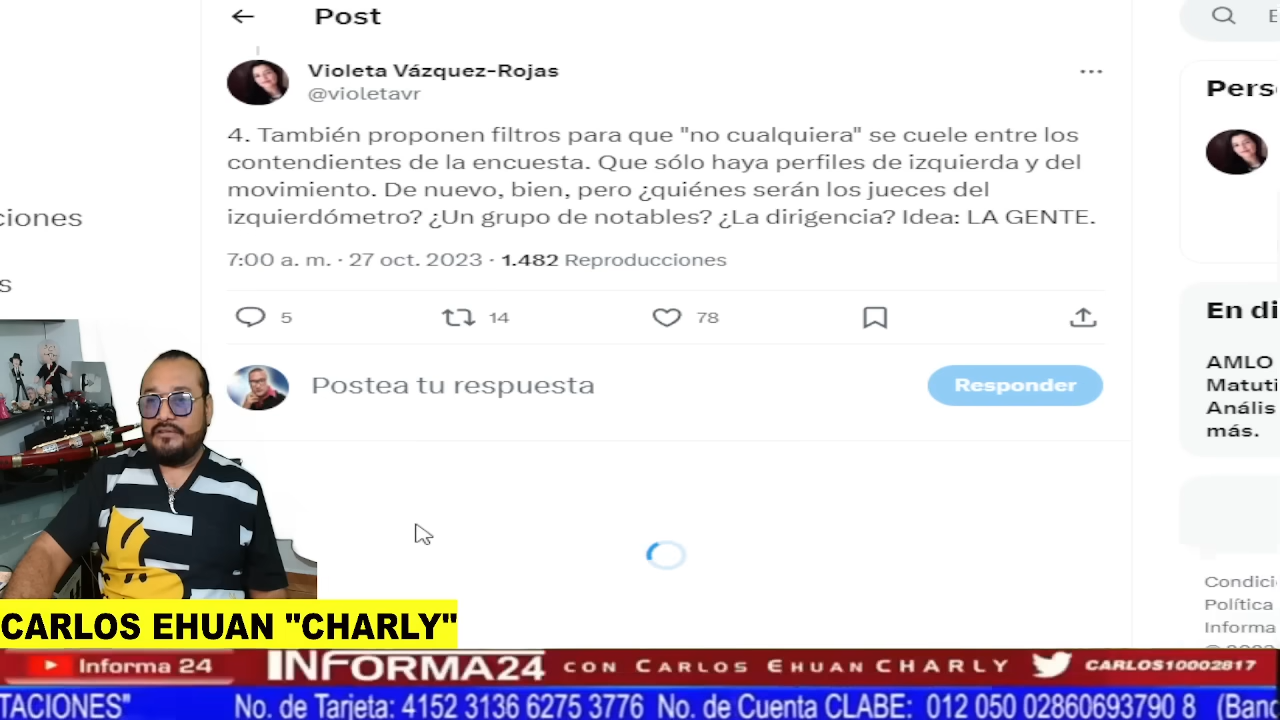 Post
Violeta Vázquez-Rojas
@violetavr
4. También proponen filtros para que "no cualquiera" se cuele entre los
contendientes de la encuesta. Que sólo haya perfiles de izquierda y del
movimiento. De nuevo, bien, pero ¿quiénes serán los jueces del
izquierdómetro? ¿Un grupo de notables? ¿La dirigencia? Idea: LA GENTE.
7:00 a. m. · 27 oct. 2023 · 1.482 Reproducciones
5 14 78
Postea tu respuesta
Responder
ciones
s
Pers
En di
AMLO
Matuti
Anális
más.
Condici
Política
Informa
CARLOS EHUAN "CHARLY"
Informa 24
INFORMA24 CON CARLOS EHUAN CHARLY
CARLOS10002817
TACIONES" No. de Tarjeta: 4152 3136 6275 3776 No. de Cuenta CLABE: 012 050 02860693790 8 (Banc